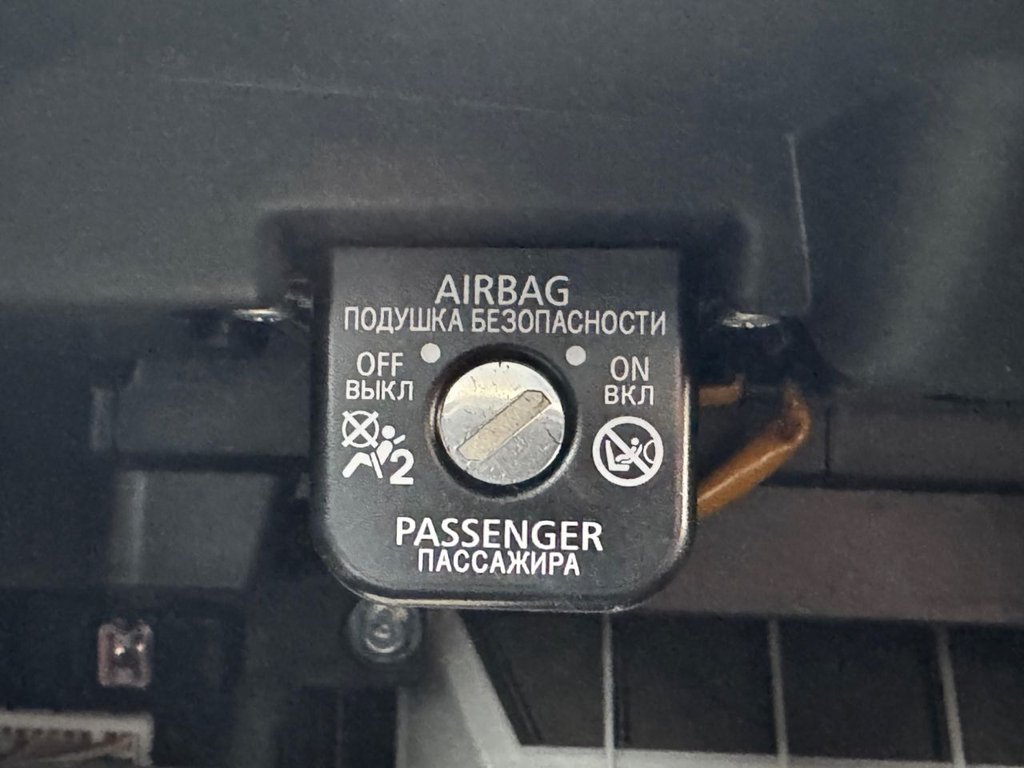 AIRBAG
ПОДУШКА БЕЗОПАСНОСТИ
OFF
ВЫКЛ
ON
ВКЛ
2
PASSENGER
ПАССАЖИРА